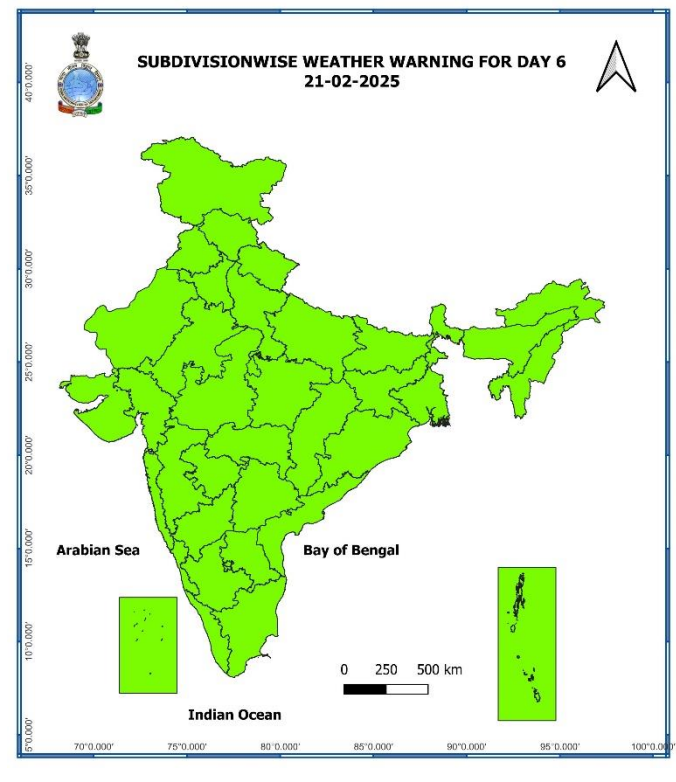 SUBDIVISIONWISE WEATHER WARNING FOR DAY 6
21-02-2025
40°0.000'
35°0.000'
30°0.000'
25°0.000'
20°0.000'
15°0.000'
10°0.000'
5°0.000'
Arabian Sea
Bay of Bengal
0 250 500 km
Indian Ocean
70°0.000' 75°0.000' 80°0.000' 85°0.000' 90°0.000' 95°0.000' 100°0.000'